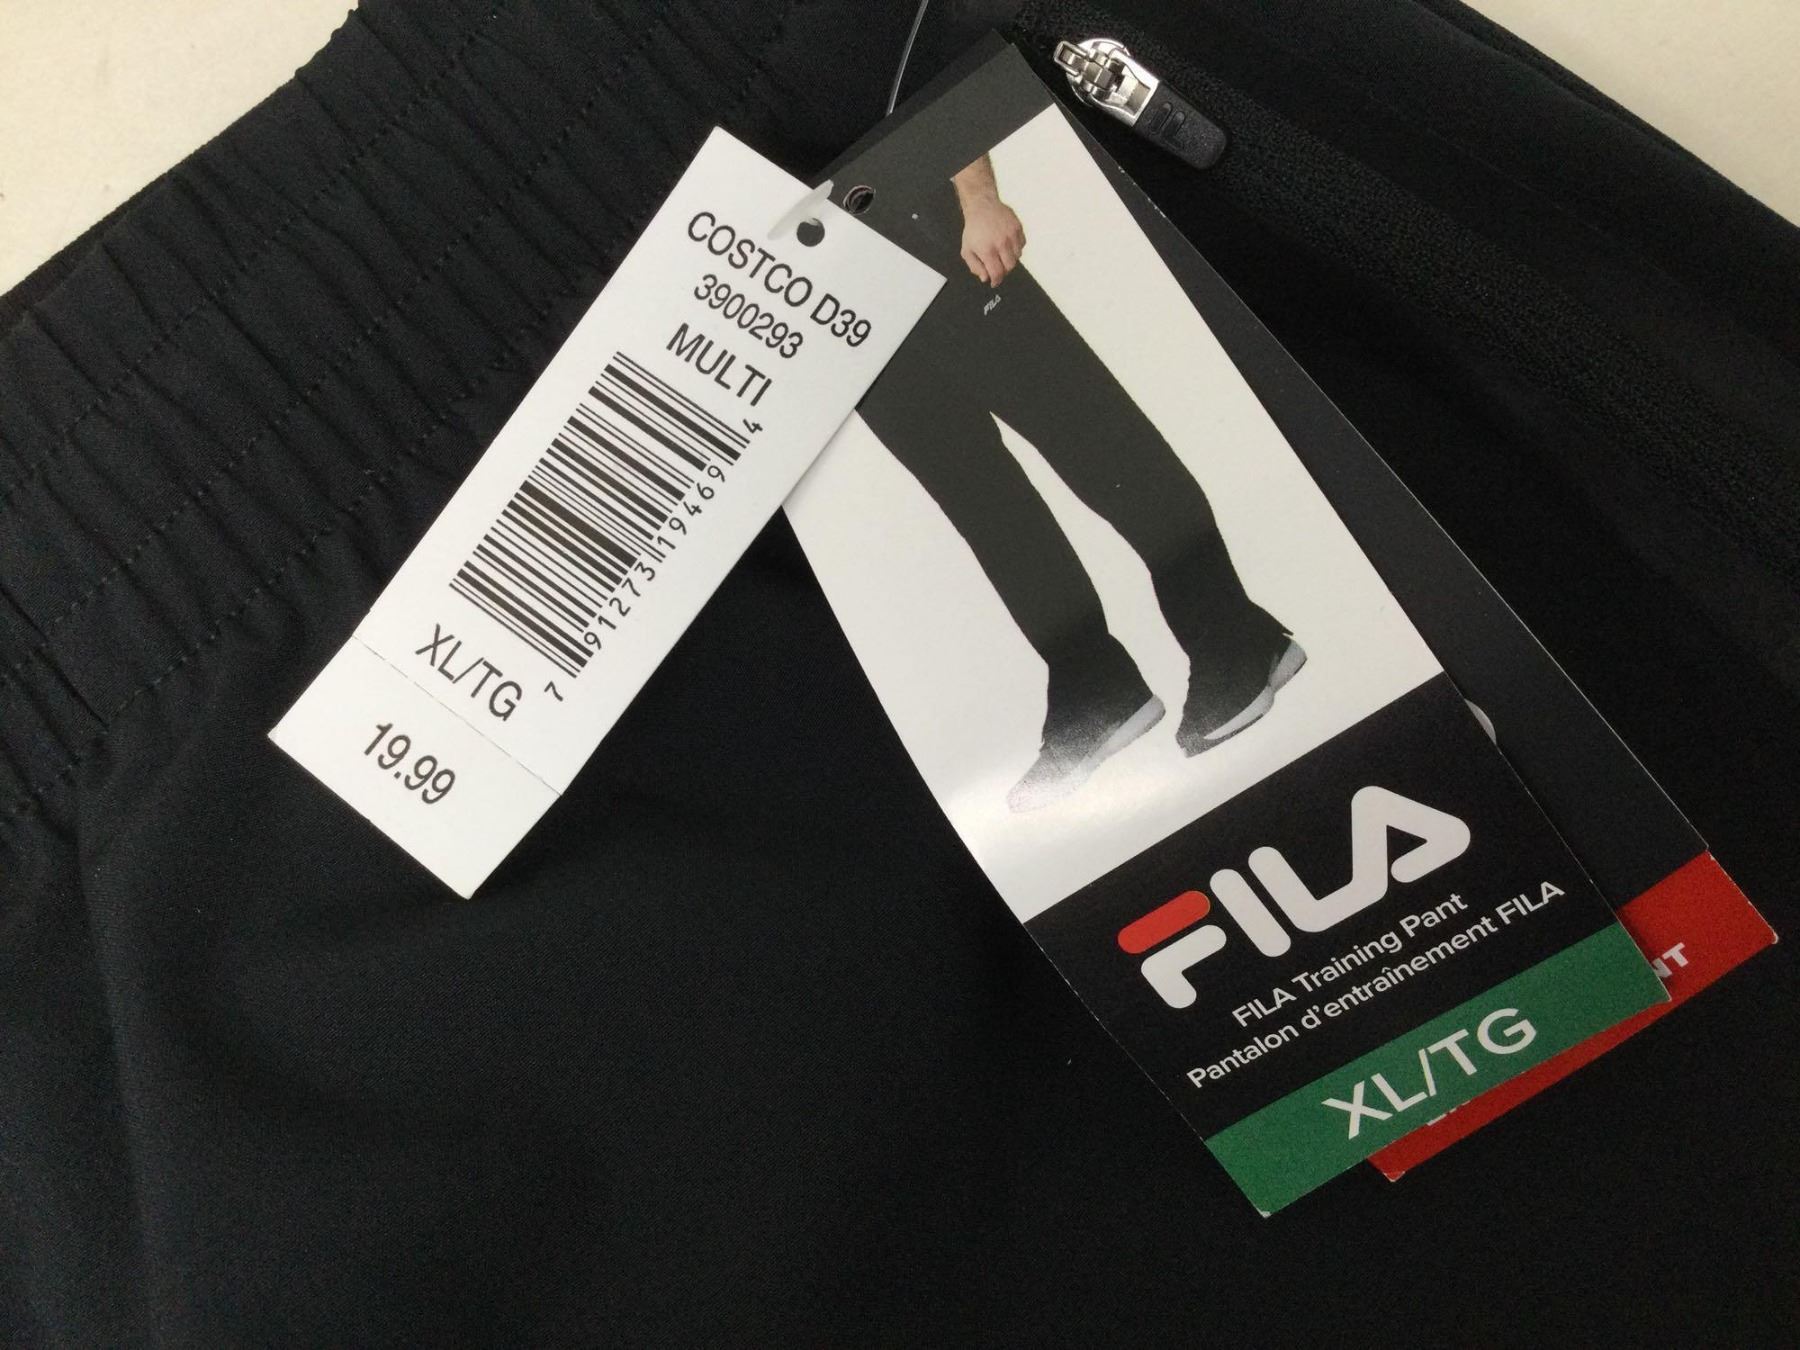 COSTCO D39
3900293
MULTI
7 91273 19469 4
XL/TG
19.99
FILA
FILA
FILA Training Pant
Pantalon d'entraînement FILA
XL/TG
NT